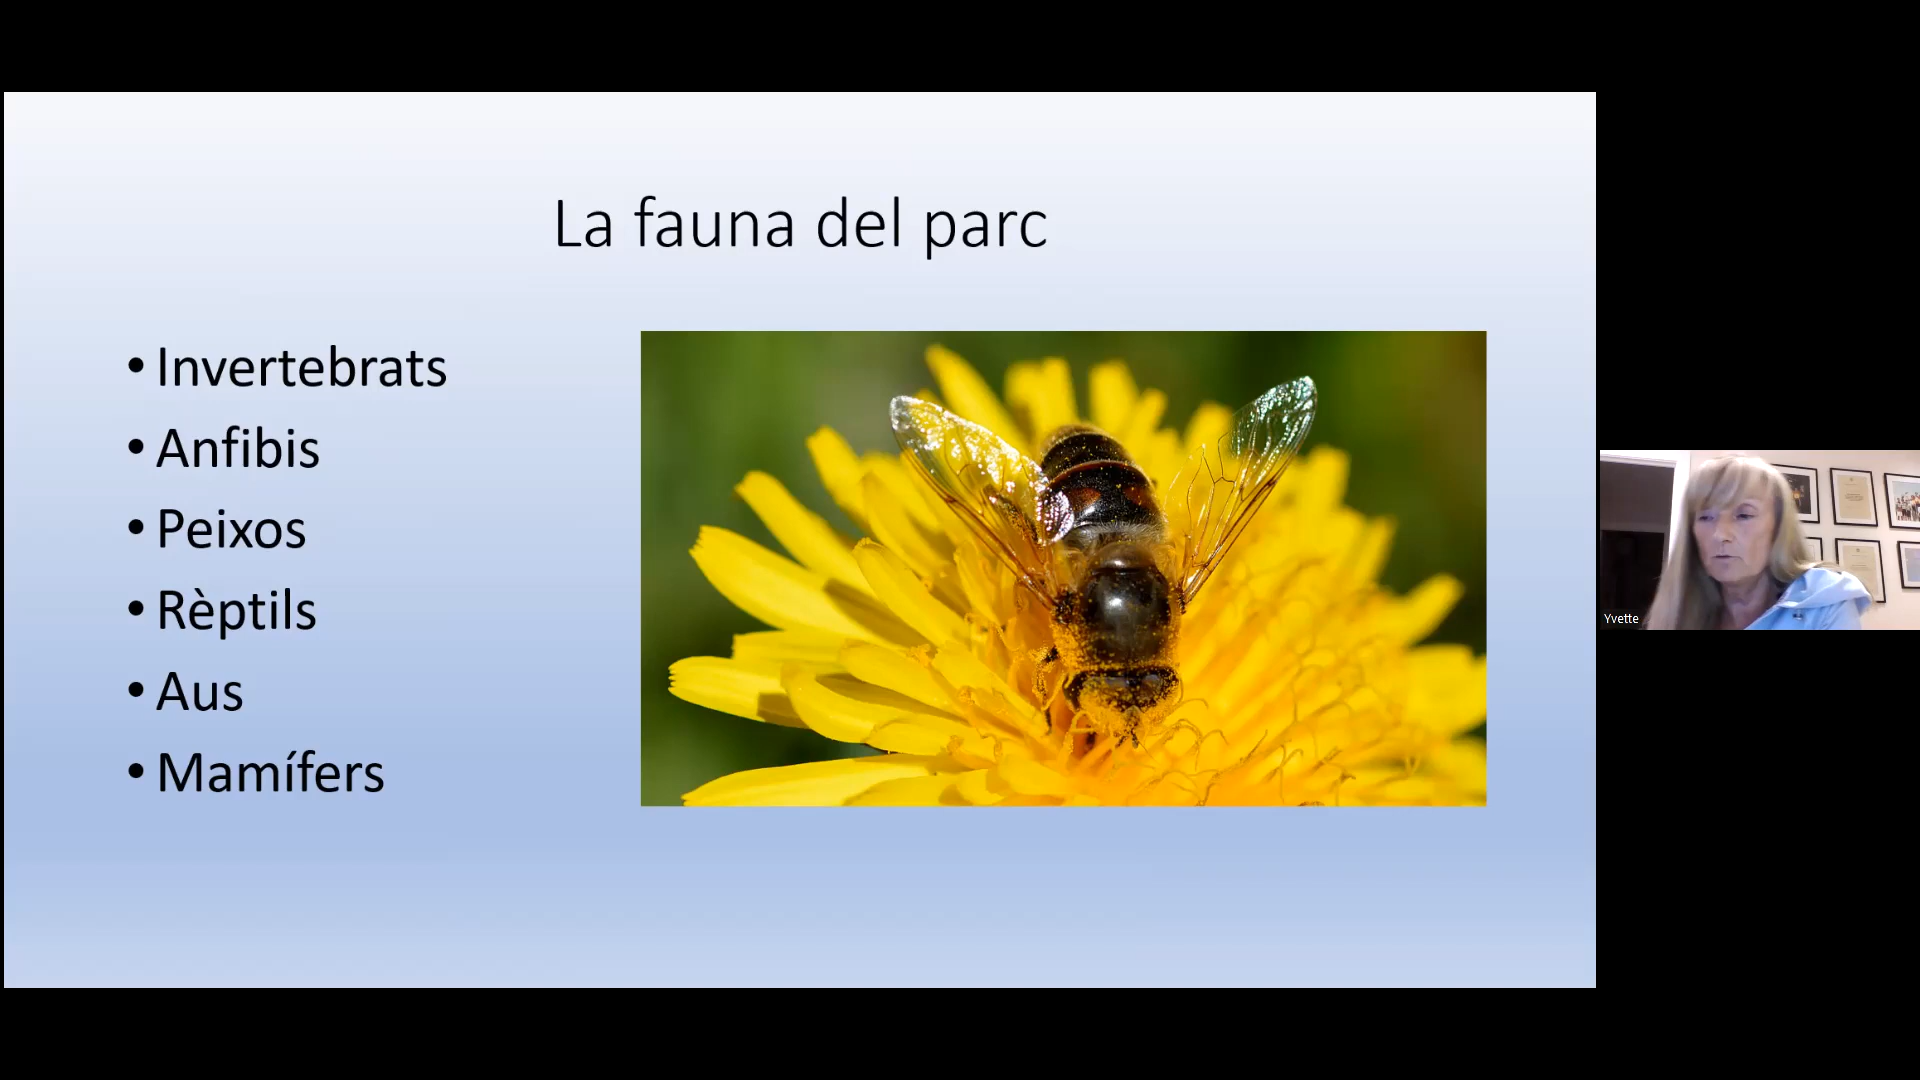 La fauna del parc
• Invertebrats
• Anfibis
• Peixos
• Rèptils
• Aus
• Mamífers
Yvette